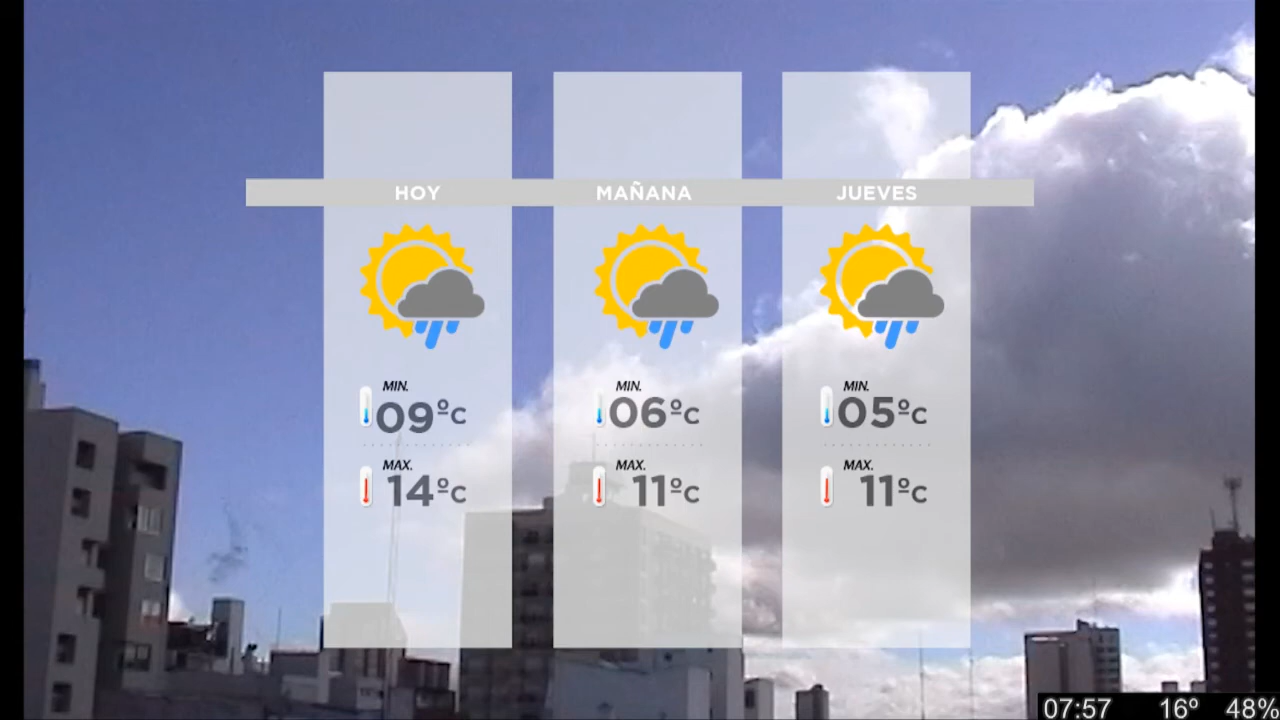 HOY MAÑANA JUEVES
MIN. MIN. MIN.
09ºC 06ºC 05ºC
MAX. MAX. MAX.
14ºC 11ºC 11ºC
07:57 16º 48%